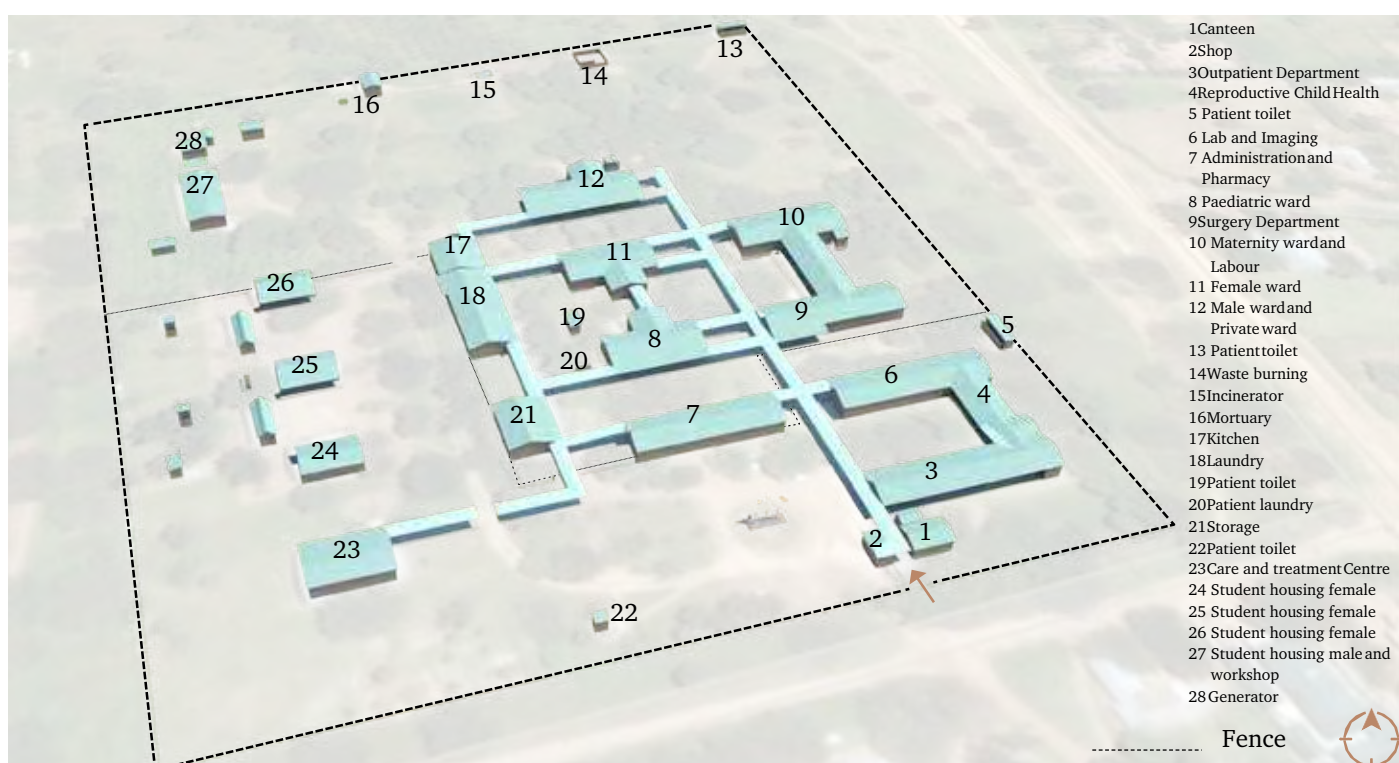 13
14
15
16
28
27
12
10
17
11
26
18
19
9
5
8
20
25
6
4
21
7
24
3
23
2
1
22
1Canteen
2Shop
3Outpatient Department
4Reproductive Child Health
5 Patient toilet
6 Lab and Imaging
7 Administration and
Pharmacy
8 Paediatric ward
9Surgery Department
10 Maternity ward and
Labour
11 Female ward
12 Male ward and
Private ward
13 Patient toilet
14Waste burning
15Incinerator
16Mortuary
17Kitchen
18Laundry
19Patient toilet
20Patient laundry
21Storage
22Patient toilet
23Care and treatment Centre
24 Student housing female
25 Student housing female
26 Student housing female
27 Student housing male and
workshop
28Generator
Fence